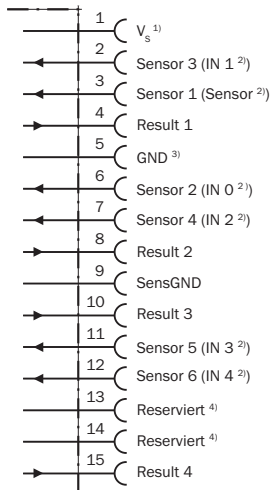 1 Vs 1)
2 Sensor 3 (IN 1 2))
3 Sensor 1 (Sensor 2))
4 Result 1
5 GND 3)
6 Sensor 2 (IN 0 2))
7 Sensor 4 (IN 2 2))
8 Result 2
9 SensGND
10 Result 3
11 Sensor 5 (IN 3 2))
12 Sensor 6 (IN 4 2))
13 Reserviert 4)
14 Reserviert 4)
15 Result 4